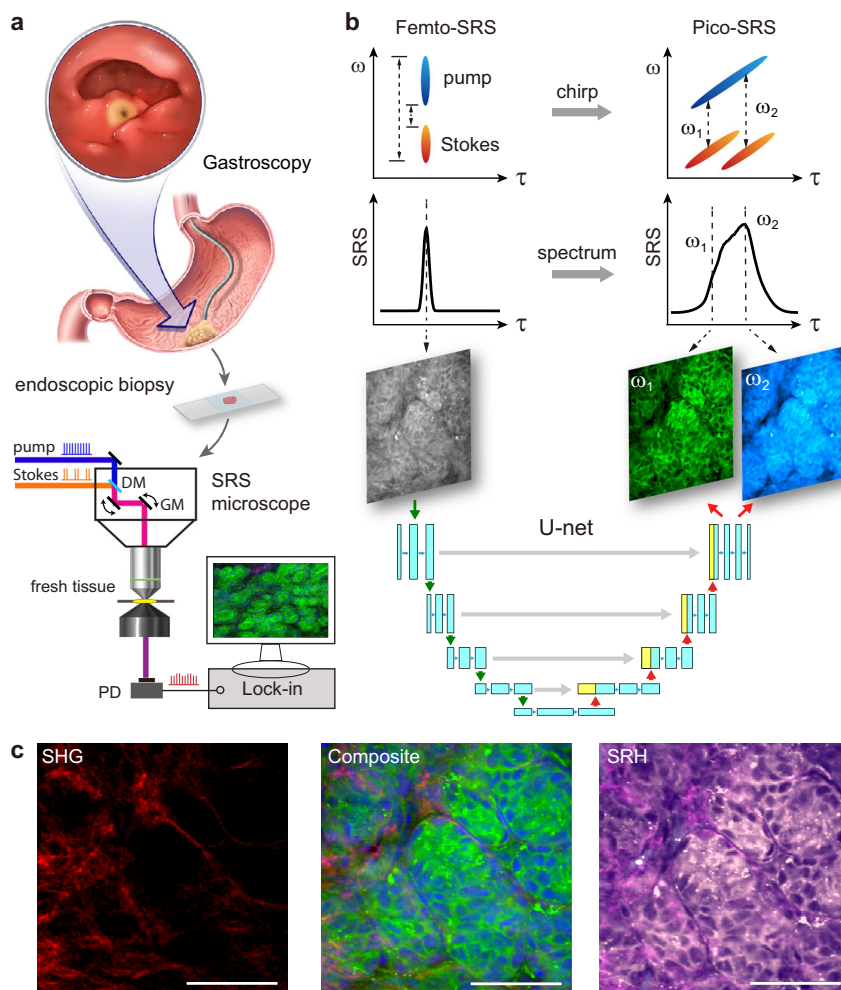 a
Gastroscopy
endoscopic biopsy
pump
Stokes
DM
GM
SRS
microscope
fresh tissue
PD
Lock-in
b
Femto-SRS
Pico-SRS
ω
pump
Stokes
τ
chirp
ω
ω1
ω2
τ
SRS
τ
spectrum
SRS
ω1
ω2
τ
ω1
ω2
U-net
c
SHG
Composite
SRH